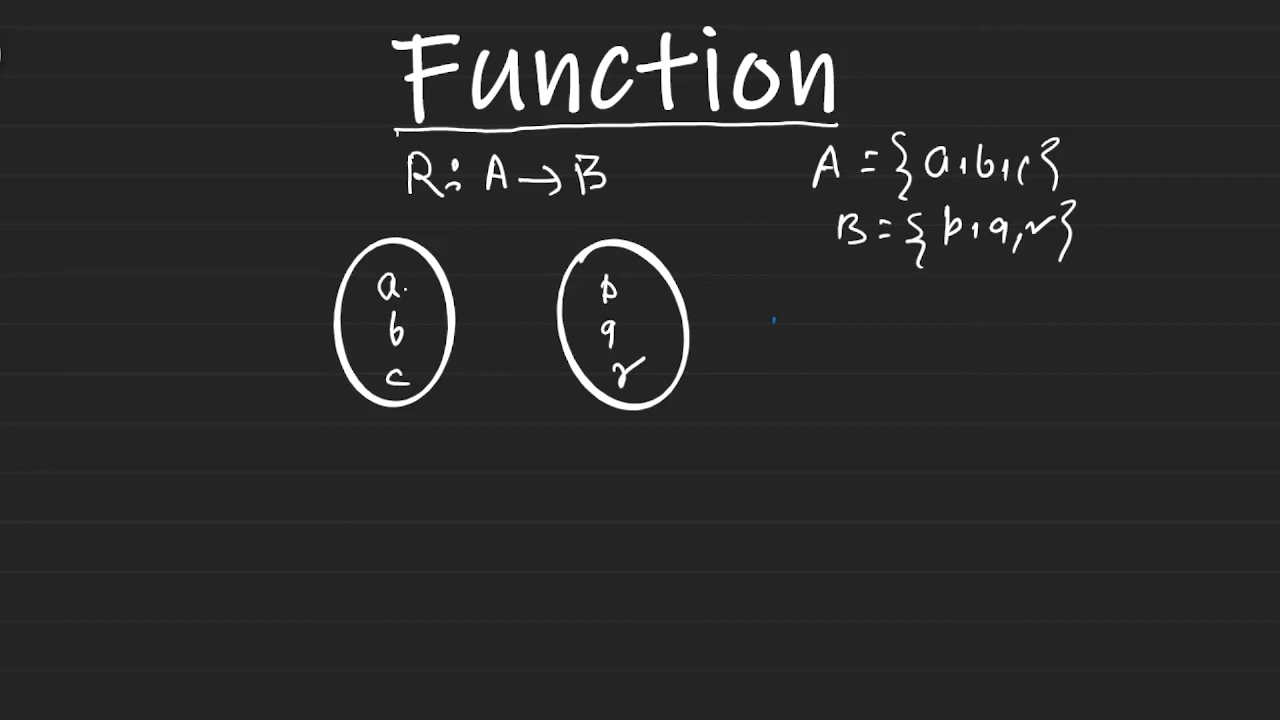 Function
R: A → B
A = {a, b, c}
B = {p, q, r}
a.
b
c
p
q
r